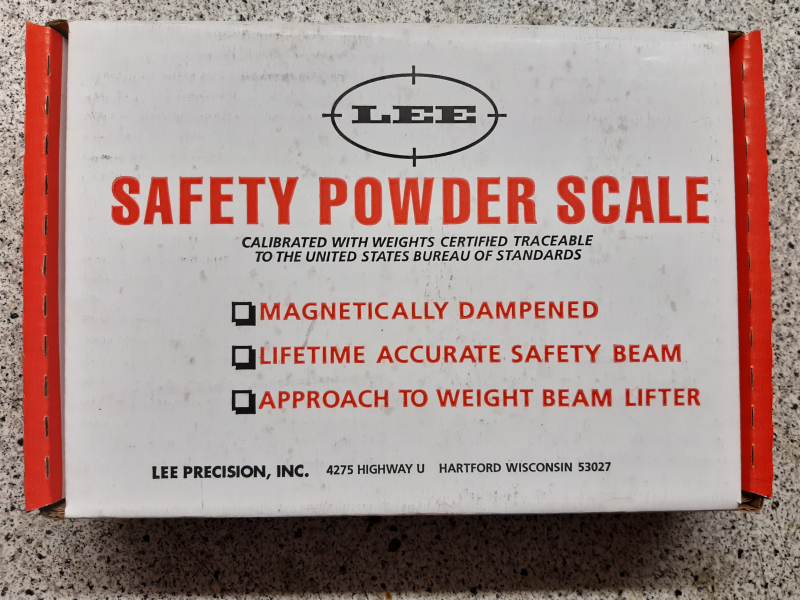 LEE
SAFETY POWDER SCALE
CALIBRATED WITH WEIGHTS CERTIFIED TRACEABLE
TO THE UNITED STATES BUREAU OF STANDARDS
MAGNETICALLY DAMPENED
LIFETIME ACCURATE SAFETY BEAM
APPROACH TO WEIGHT BEAM LIFTER
LEE PRECISION, INC. 4275 HIGHWAY U HARTFORD WISCONSIN 53027